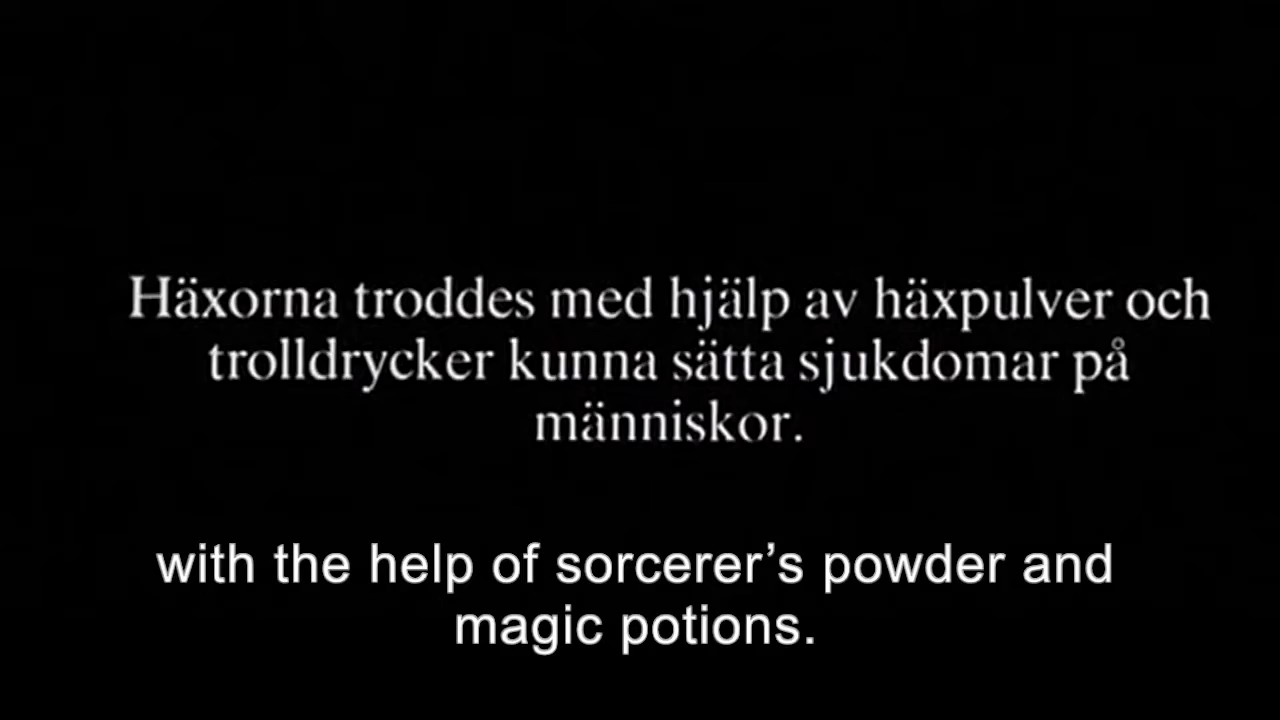 Häxorna troddes med hjälp av häxpulver och
trolldrycker kunna sätta sjukdomar på
människor.
with the help of sorcerer’s powder and
magic potions.